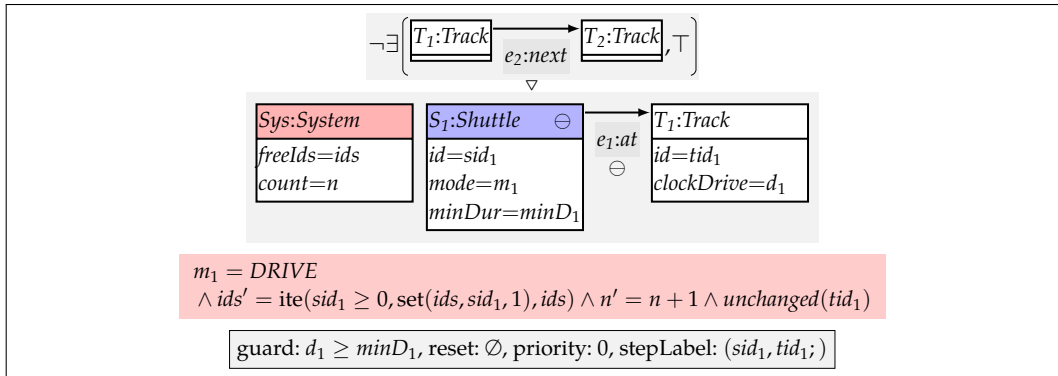 ¬∃ ( T₁:Track T₂:Track , ⊤ )
e₂:next
▽
Sys:System S₁:Shuttle ⊖ T₁:Track
e₁:at
⊖
freeIds=ids id=sid₁ id=tid₁
count=n mode=m₁ clockDrive=d₁
minDur=minD₁
m₁ = DRIVE
∧ ids′ = ite(sid₁ ≥ 0, set(ids, sid₁, 1), ids) ∧ n′ = n + 1 ∧ unchanged(tid₁)
guard: d₁ ≥ minD₁, reset: ∅, priority: 0, stepLabel: (sid₁, tid₁; )